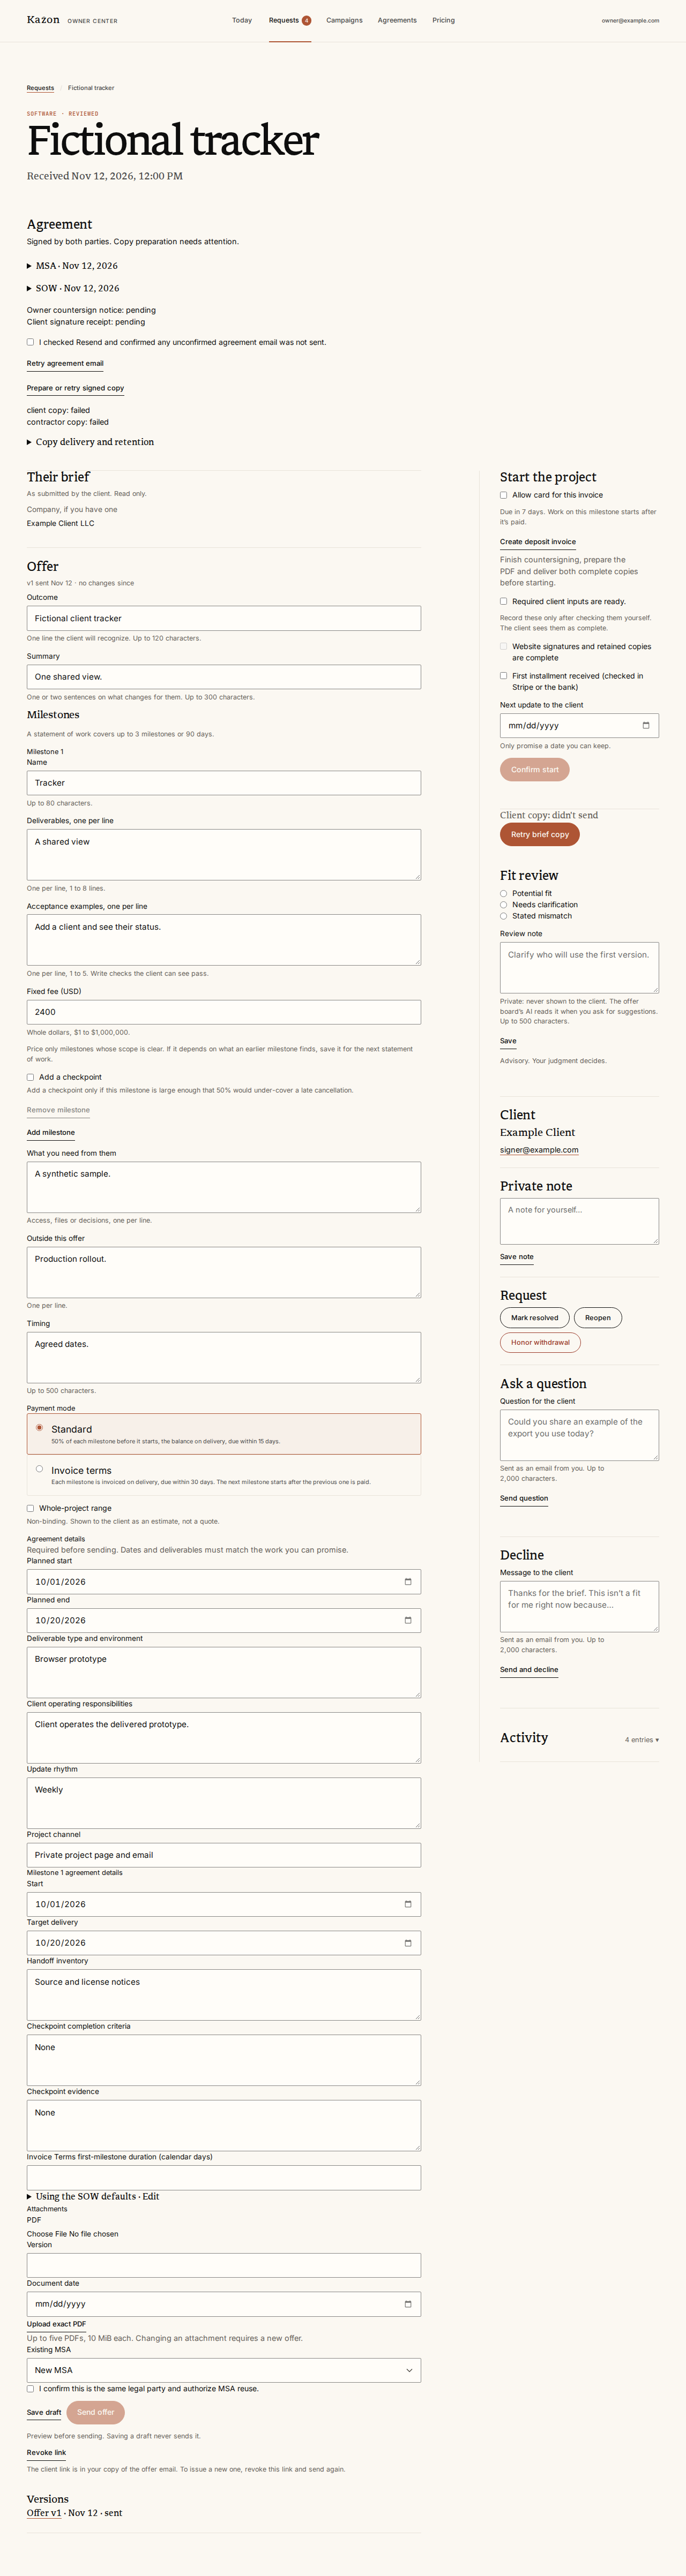 Kazon OWNER CENTER
Today
Requests 4
Campaigns
Agreements
Pricing
owner@example.com
Requests
Fictional tracker
SOFTWARE · REVIEWED
Fictional tracker
Received Nov 12, 2026, 12:00 PM
Agreement
Signed by both parties. Copy preparation needs attention.
MSA · Nov 12, 2026
SOW · Nov 12, 2026
Owner countersign notice: pending
Client signature receipt: pending
I checked Resend and confirmed any unconfirmed agreement email was not sent.
Retry agreement email
Prepare or retry signed copy
client copy: failed
contractor copy: failed
Copy delivery and retention
Their brief
As submitted by the client. Read only.
Company, if you have one
Example Client LLC
Offer
v1 sent Nov 12 · no changes since
Outcome
Fictional client tracker
One line the client will recognize. Up to 120 characters.
Summary
One shared view.
One or two sentences on what changes for them. Up to 300 characters.
Milestones
A statement of work covers up to 3 milestones or 90 days.
Milestone 1
Name
Tracker
Up to 80 characters.
Deliverables, one per line
A shared view
One per line, 1 to 8 lines.
Acceptance examples, one per line
Add a client and see their status.
One per line, 1 to 5. Write checks the client can see pass.
Fixed fee (USD)
2400
Whole dollars, $1 to $1,000,000.
Price only milestones whose scope is clear. If it depends on what an earlier milestone finds, save it for the next statement
of work.
Add a checkpoint
Add a checkpoint only if this milestone is large enough that 50% would under-cover a late cancellation.
Remove milestone
Add milestone
What you need from them
A synthetic sample.
Access, files or decisions, one per line.
Outside this offer
Production rollout.
One per line.
Timing
Agreed dates.
Up to 500 characters.
Payment mode
Standard
50% of each milestone before it starts, the balance on delivery, due within 15 days.
Invoice terms
Each milestone is invoiced on delivery, due within 30 days. The next milestone starts after the previous one is paid.
Whole-project range
Non-binding. Shown to the client as an estimate, not a quote.
Agreement details
Required before sending. Dates and deliverables must match the work you can promise.
Planned start
10/01/2026
Planned end
10/20/2026
Deliverable type and environment
Browser prototype
Client operating responsibilities
Client operates the delivered prototype.
Update rhythm
Weekly
Project channel
Private project page and email
Milestone 1 agreement details
Start
10/01/2026
Target delivery
10/20/2026
Handoff inventory
Source and license notices
Checkpoint completion criteria
None
Checkpoint evidence
None
Invoice Terms first-milestone duration (calendar days)
Using the SOW defaults · Edit
Attachments
PDF
Choose File No file chosen
Version
Document date
mm/dd/yyyy
Upload exact PDF
Up to five PDFs, 10 MiB each. Changing an attachment requires a new offer.
Existing MSA
New MSA
I confirm this is the same legal party and authorize MSA reuse.
Save draft
Send offer
Preview before sending. Saving a draft never sends it.
Revoke link
The client link is in your copy of the offer email. To issue a new one, revoke this link and send again.
Versions
Offer v1 · Nov 12 · sent
Start the project
Allow card for this invoice
Due in 7 days. Work on this milestone starts after
it's paid.
Create deposit invoice
Finish countersigning, prepare the
PDF and deliver both complete copies
before starting.
Required client inputs are ready.
Record these only after checking them yourself.
The client sees them as complete.
Website signatures and retained copies
are complete
First installment received (checked in
Stripe or the bank)
Next update to the client
mm/dd/yyyy
Only promise a date you can keep.
Confirm start
Client copy: didn't send
Retry brief copy
Fit review
Potential fit
Needs clarification
Stated mismatch
Review note
Clarify who will use the first version.
Private: never shown to the client. The offer
board's AI reads it when you ask for suggestions.
Up to 500 characters.
Save
Advisory. Your judgment decides.
Client
Example Client
signer@example.com
Private note
A note for yourself...
Save note
Request
Mark resolved
Reopen
Honor withdrawal
Ask a question
Question for the client
Could you share an example of the
export you use today?
Sent as an email from you. Up to
2,000 characters.
Send question
Decline
Message to the client
Thanks for the brief. This isn't a fit
for me right now because...
Sent as an email from you. Up to
2,000 characters.
Send and decline
Activity
4 entries ▾